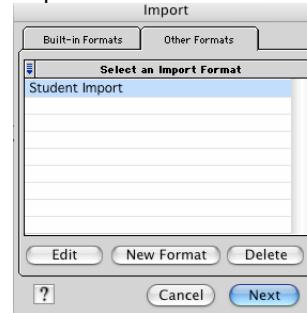 Import
Built-in Formats Other Formats
Select an Import Format
Student Import
Edit New Format Delete
? Cancel Next